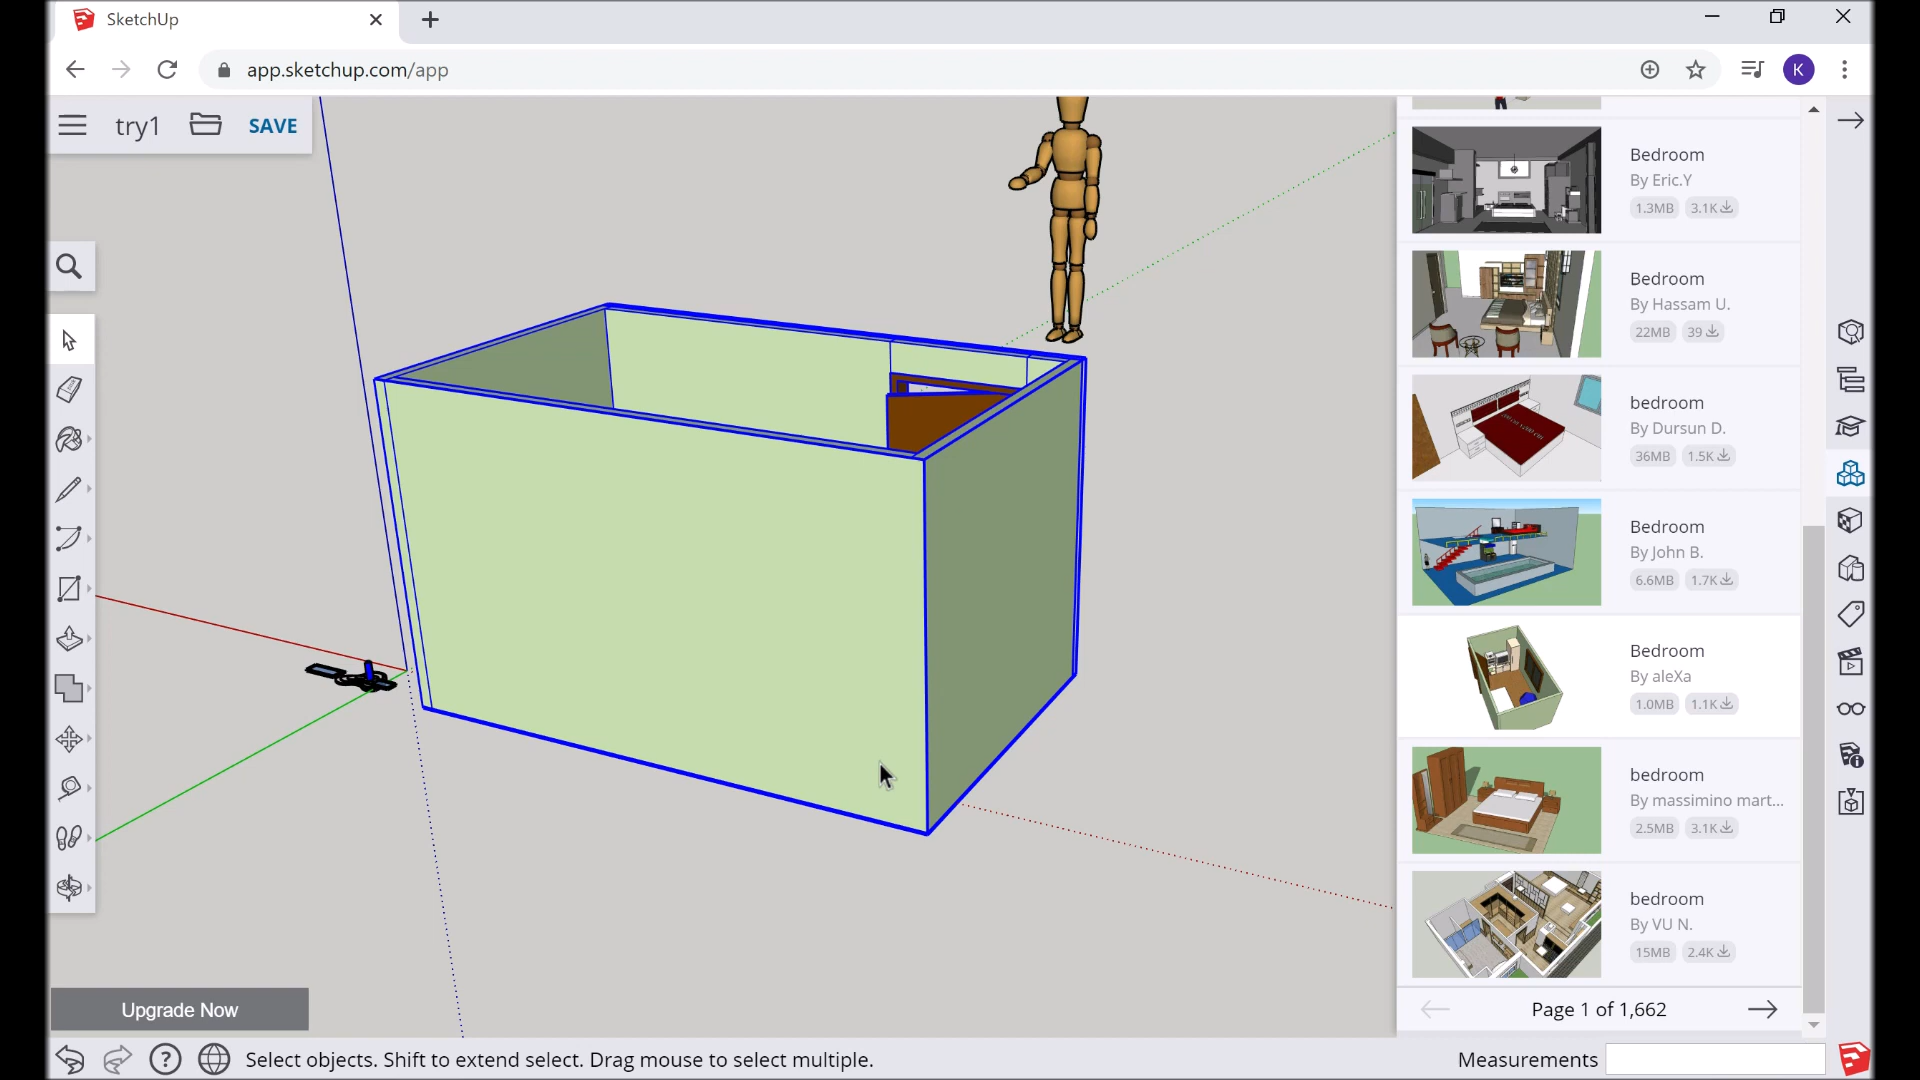 SketchUp
app.sketchup.com/app
K
try1
SAVE
Bedroom
By Eric.Y
1.3MB 3.1K
Bedroom
By Hassam U.
22MB 39
bedroom
By Dursun D.
36MB 1.5K
Bedroom
By John B.
6.6MB 1.7K
Bedroom
By aleXa
1.0MB 1.1K
bedroom
By massimino mart...
2.5MB 3.1K
bedroom
By VU N.
15MB 2.4K
Page 1 of 1,662
Upgrade Now
Select objects. Shift to extend select. Drag mouse to select multiple.
Measurements